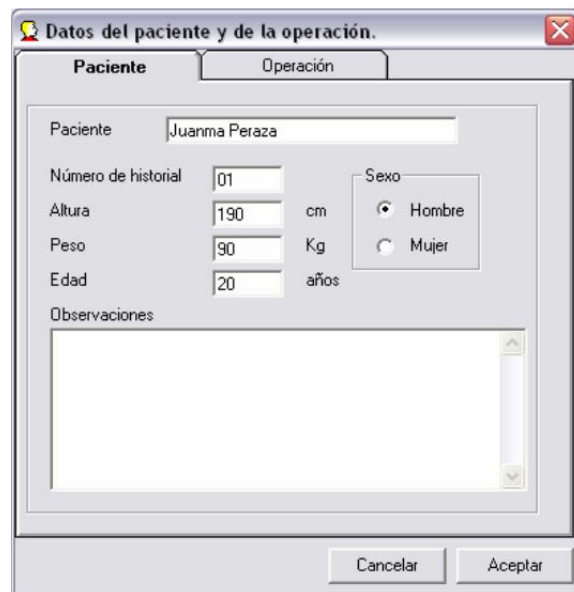 Datos del paciente y de la operación.
Paciente Operación
Paciente Juanma Peraza
Número de historial 01
Sexo
Altura 190 cm
Hombre
Peso 90 Kg
Mujer
Edad 20 años
Observaciones
Cancelar Aceptar